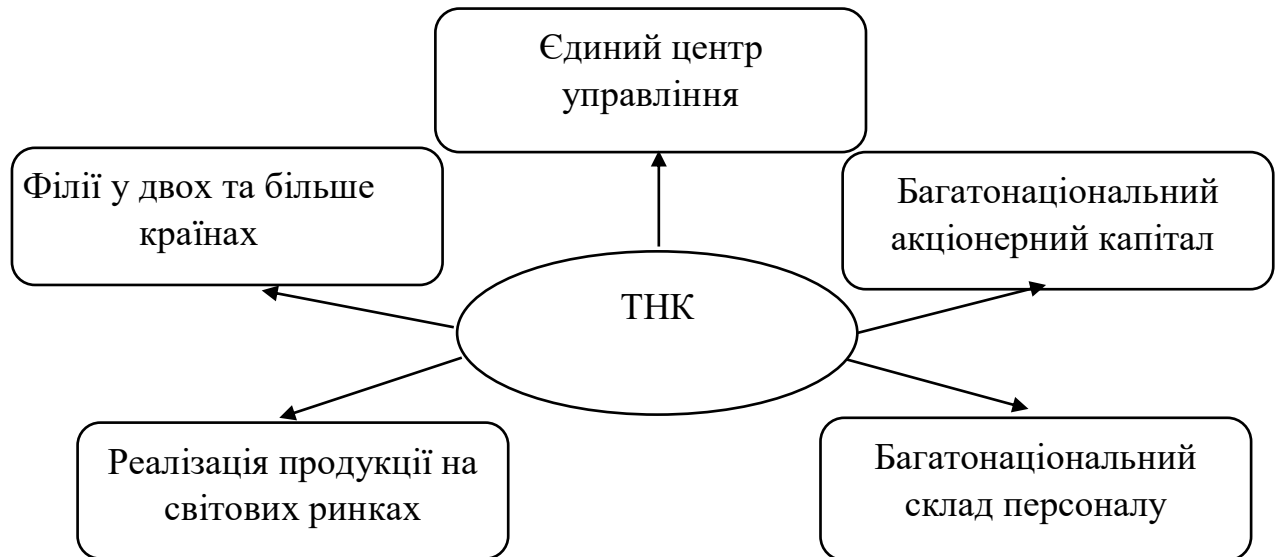 Єдиний центр
управління
Філії у двох та більше
країнах
Багатонаціональний
акціонерний капітал
ТНК
Реалізація продукції на
світових ринках
Багатонаціональний
склад персоналу